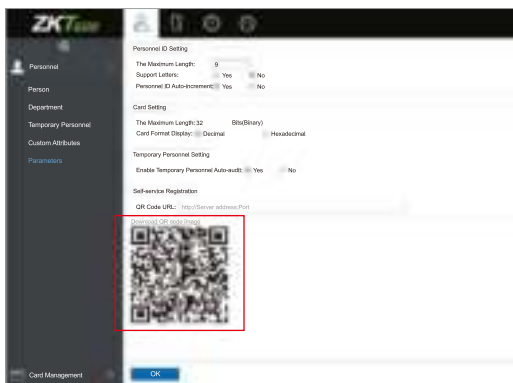 ZKTeco
Personnel
Person
Department
Temporary Personnel
Custom Attributes
Parameters
Card Management
Personnel ID Setting
The Maximum Length: 9
Support Letters: Yes No
Personnel ID Auto-increment: Yes No
Card Setting
The Maximum Length:32 Bits(Binary)
Card Format Display: Decimal Hexadecimal
Temporary Personnel Setting
Enable Temporary Personnel Auto-audit: Yes No
Self-service Registration
QR Code URL: http://Server address:Port
Download QR code Image
OK